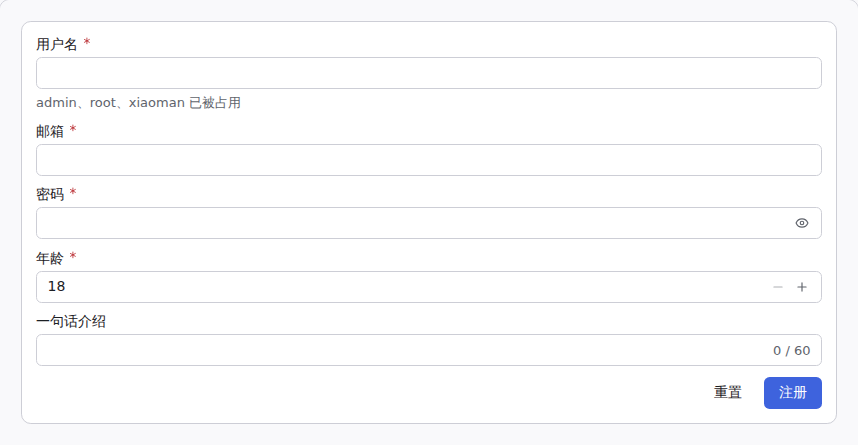 用户名 *
admin、root、xiaoman 已被占用
邮箱 *
密码 *
年龄 *
18
一句话介绍
0 / 60
重置 注册